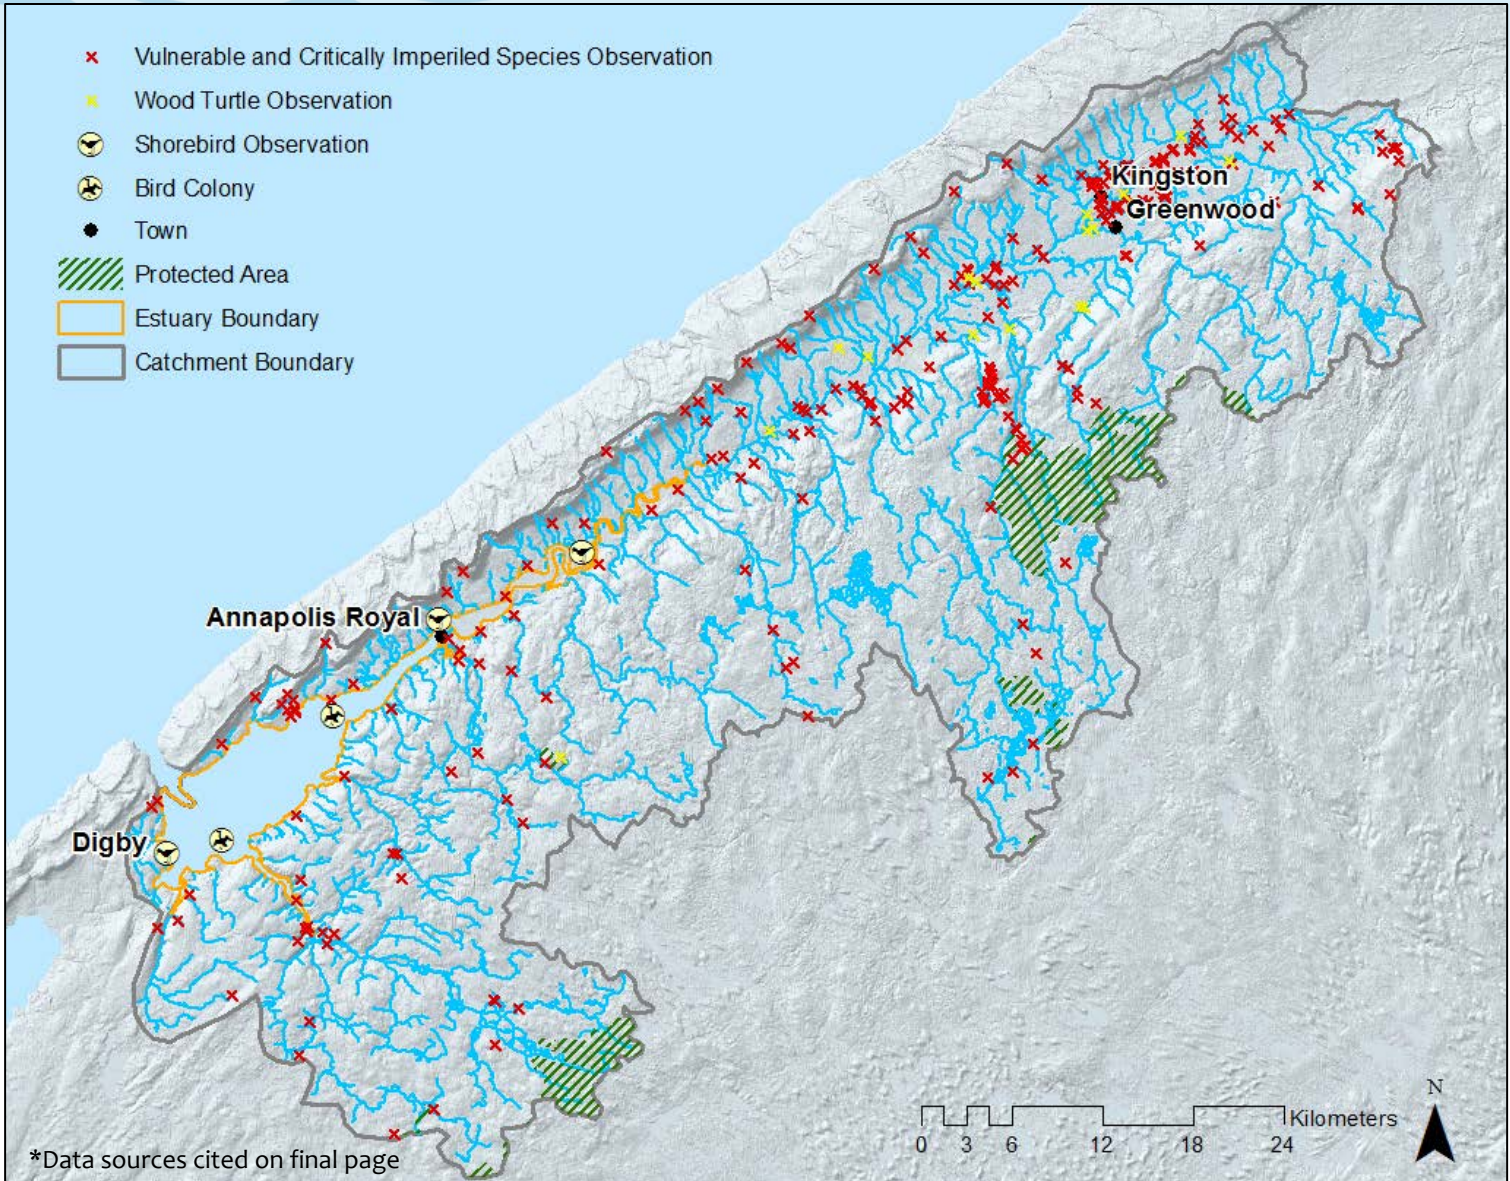 Vulnerable and Critically Imperiled Species Observation
Wood Turtle Observation
Shorebird Observation
Bird Colony
Town
Protected Area
Estuary Boundary
Catchment Boundary
Kingston
Greenwood
Annapolis Royal
Digby
N
Kilometers
0 3 6 12 18 24
*Data sources cited on final page